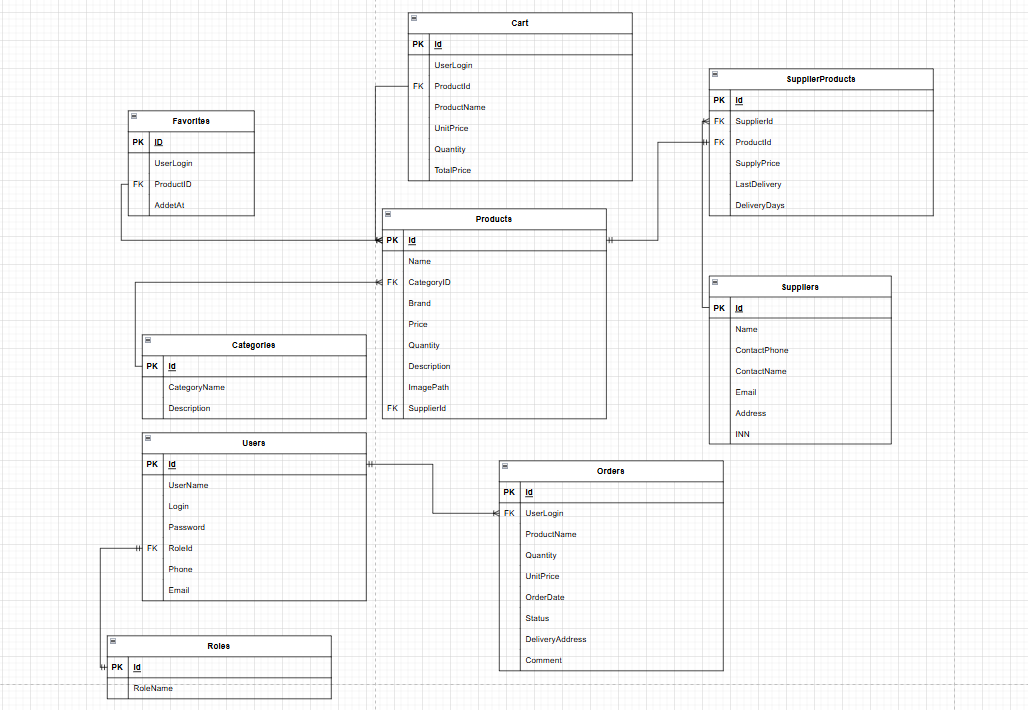 Cart
PK Id
UserLogin
FK ProductId
ProductName
UnitPrice
Quantity
TotalPrice
SupplierProducts
PK Id
FK SupplierId
FK ProductId
SupplyPrice
LastDelivery
DeliveryDays
Favorites
PK ID
UserLogin
FK ProductID
AddetAt
Products
PK Id
Name
FK CategoryID
Brand
Price
Quantity
Description
ImagePath
FK SupplierId
Suppliers
PK Id
Name
ContactPhone
ContactName
Email
Address
INN
Categories
PK Id
CategoryName
Description
Users
PK Id
UserName
Login
Password
FK RoleId
Phone
Email
Orders
PK Id
FK UserLogin
ProductName
Quantity
UnitPrice
OrderDate
Status
DeliveryAddress
Comment
Roles
PK Id
RoleName